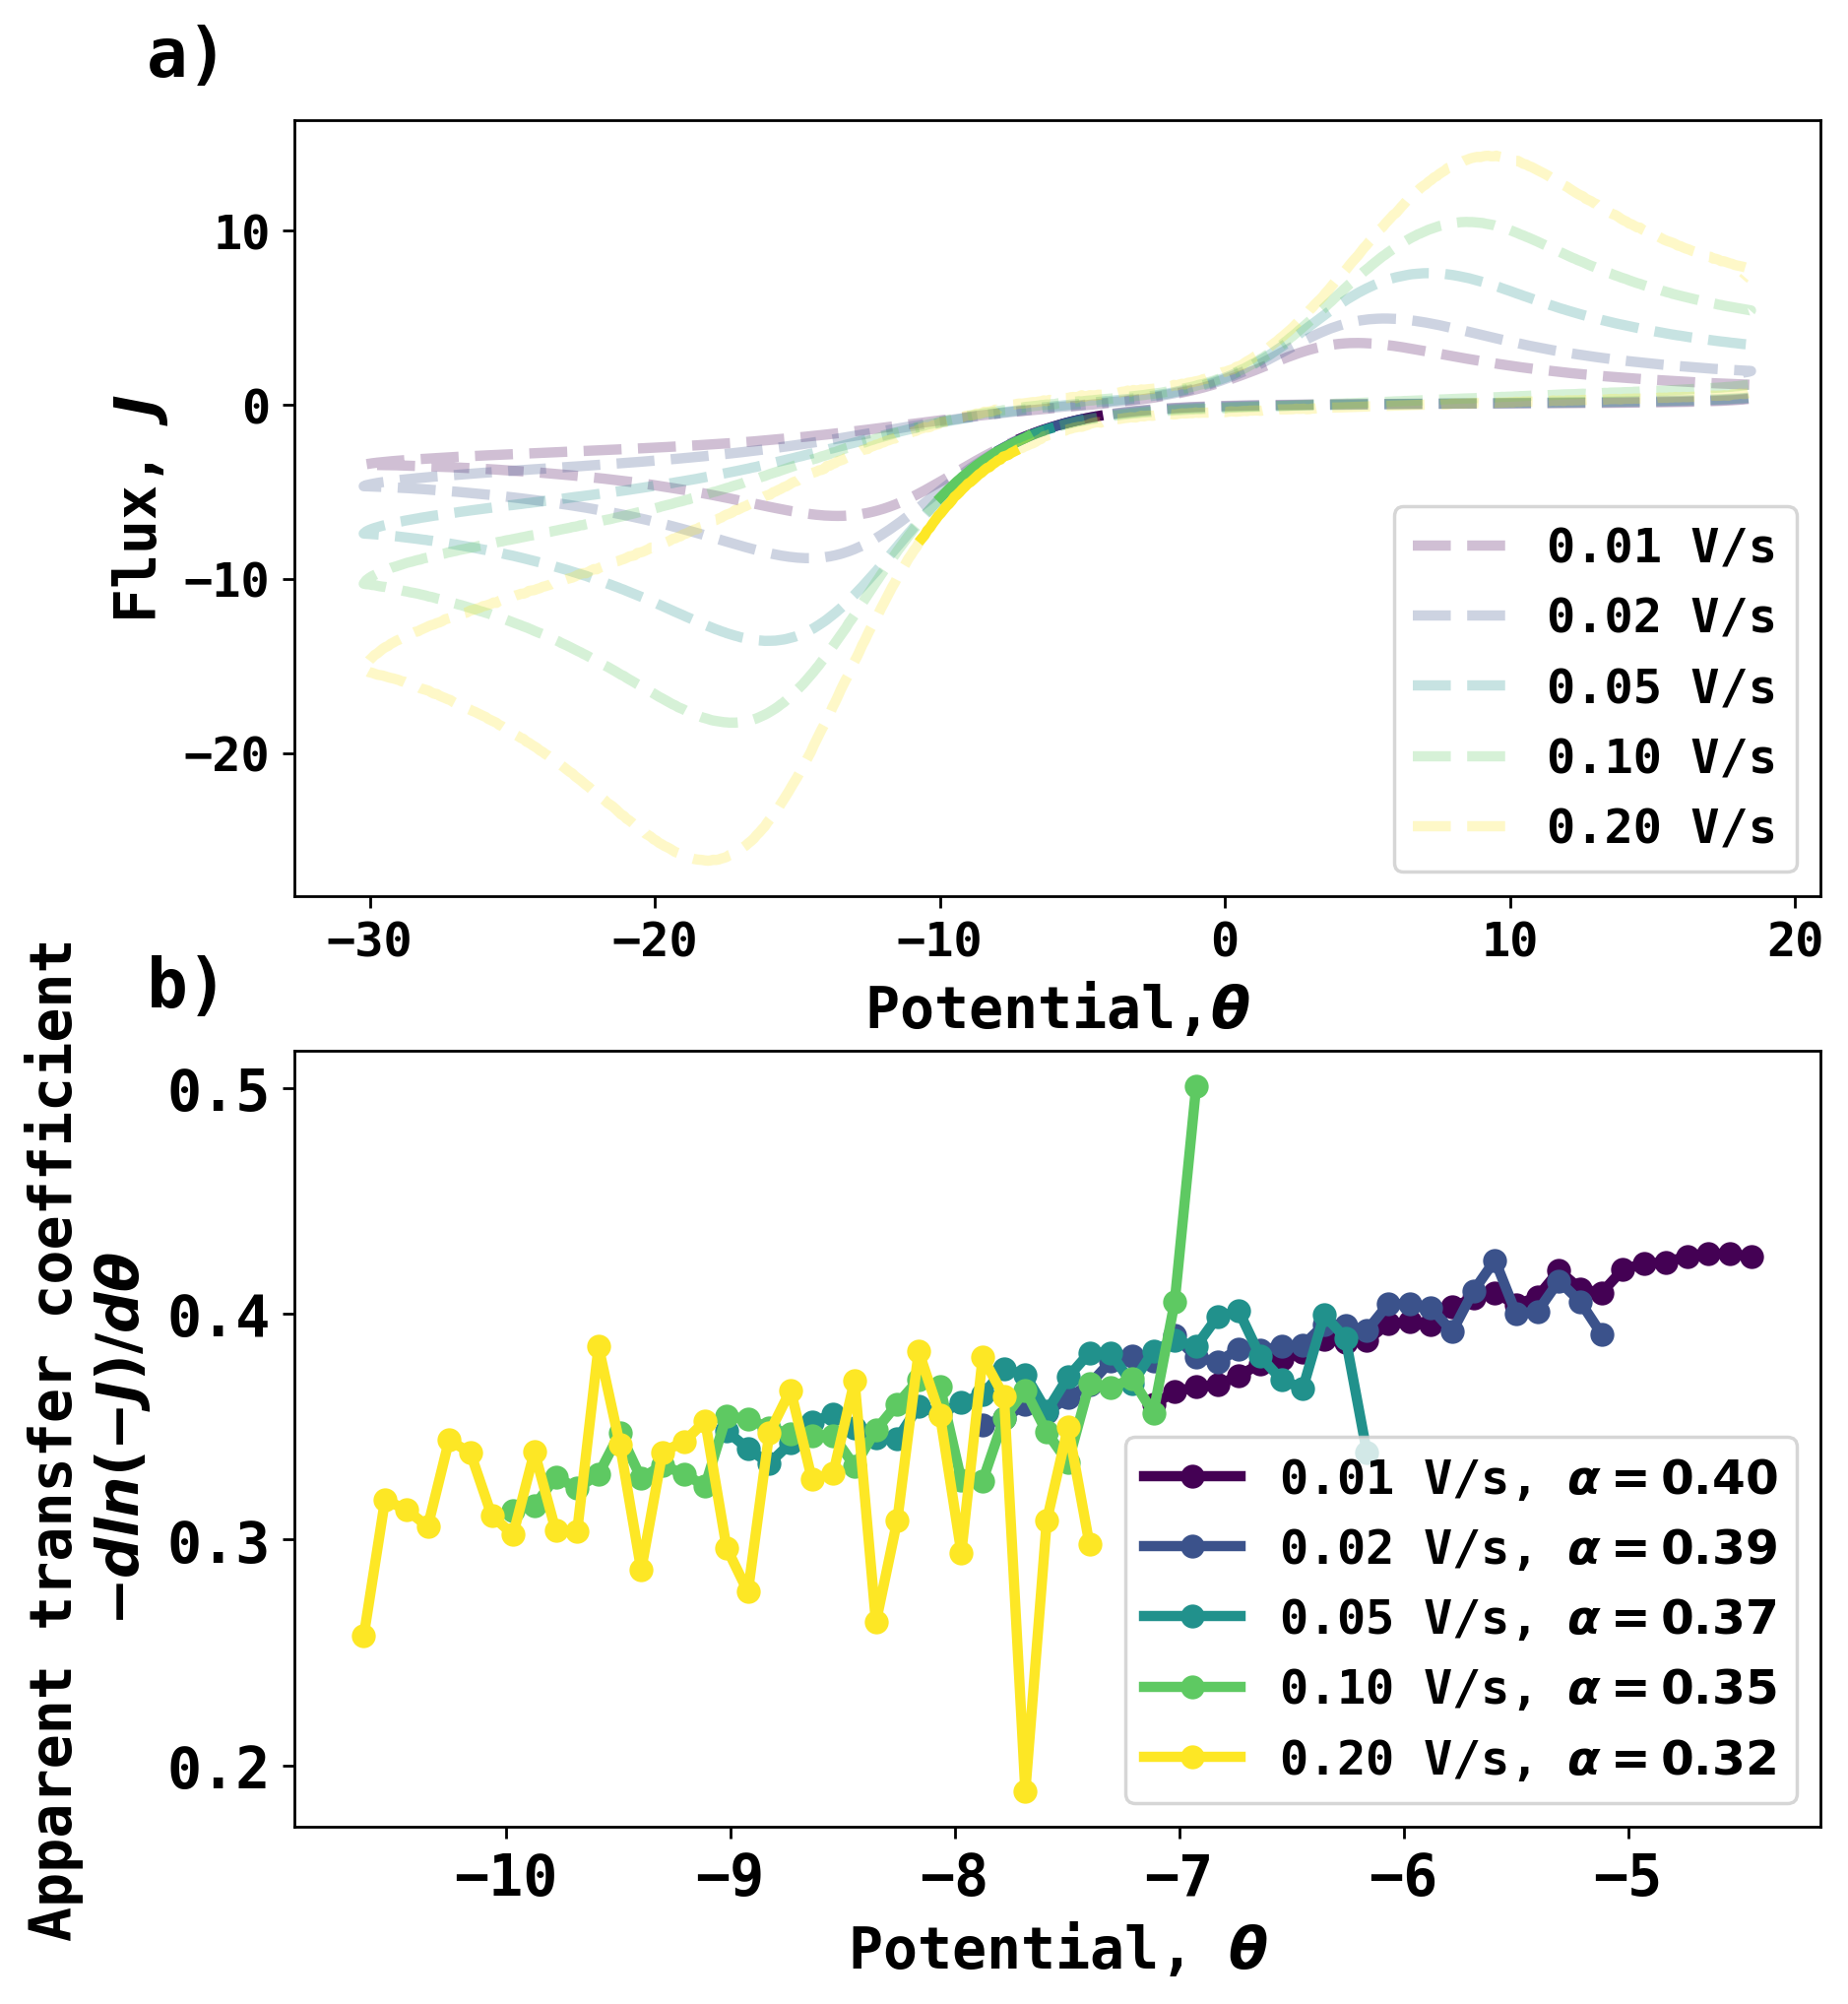 a)
Flux, J
10
0
−10
−20
0.01 V/s
0.02 V/s
0.05 V/s
0.10 V/s
0.20 V/s
−30 −20 −10 0 10 20
Potential,θ
b)
Apparent transfer coefficient
−dln(−J)/dθ
0.5
0.4
0.3
0.2
0.01 V/s, α = 0.40
0.02 V/s, α = 0.39
0.05 V/s, α = 0.37
0.10 V/s, α = 0.35
0.20 V/s, α = 0.32
−10 −9 −8 −7 −6 −5
Potential, θ